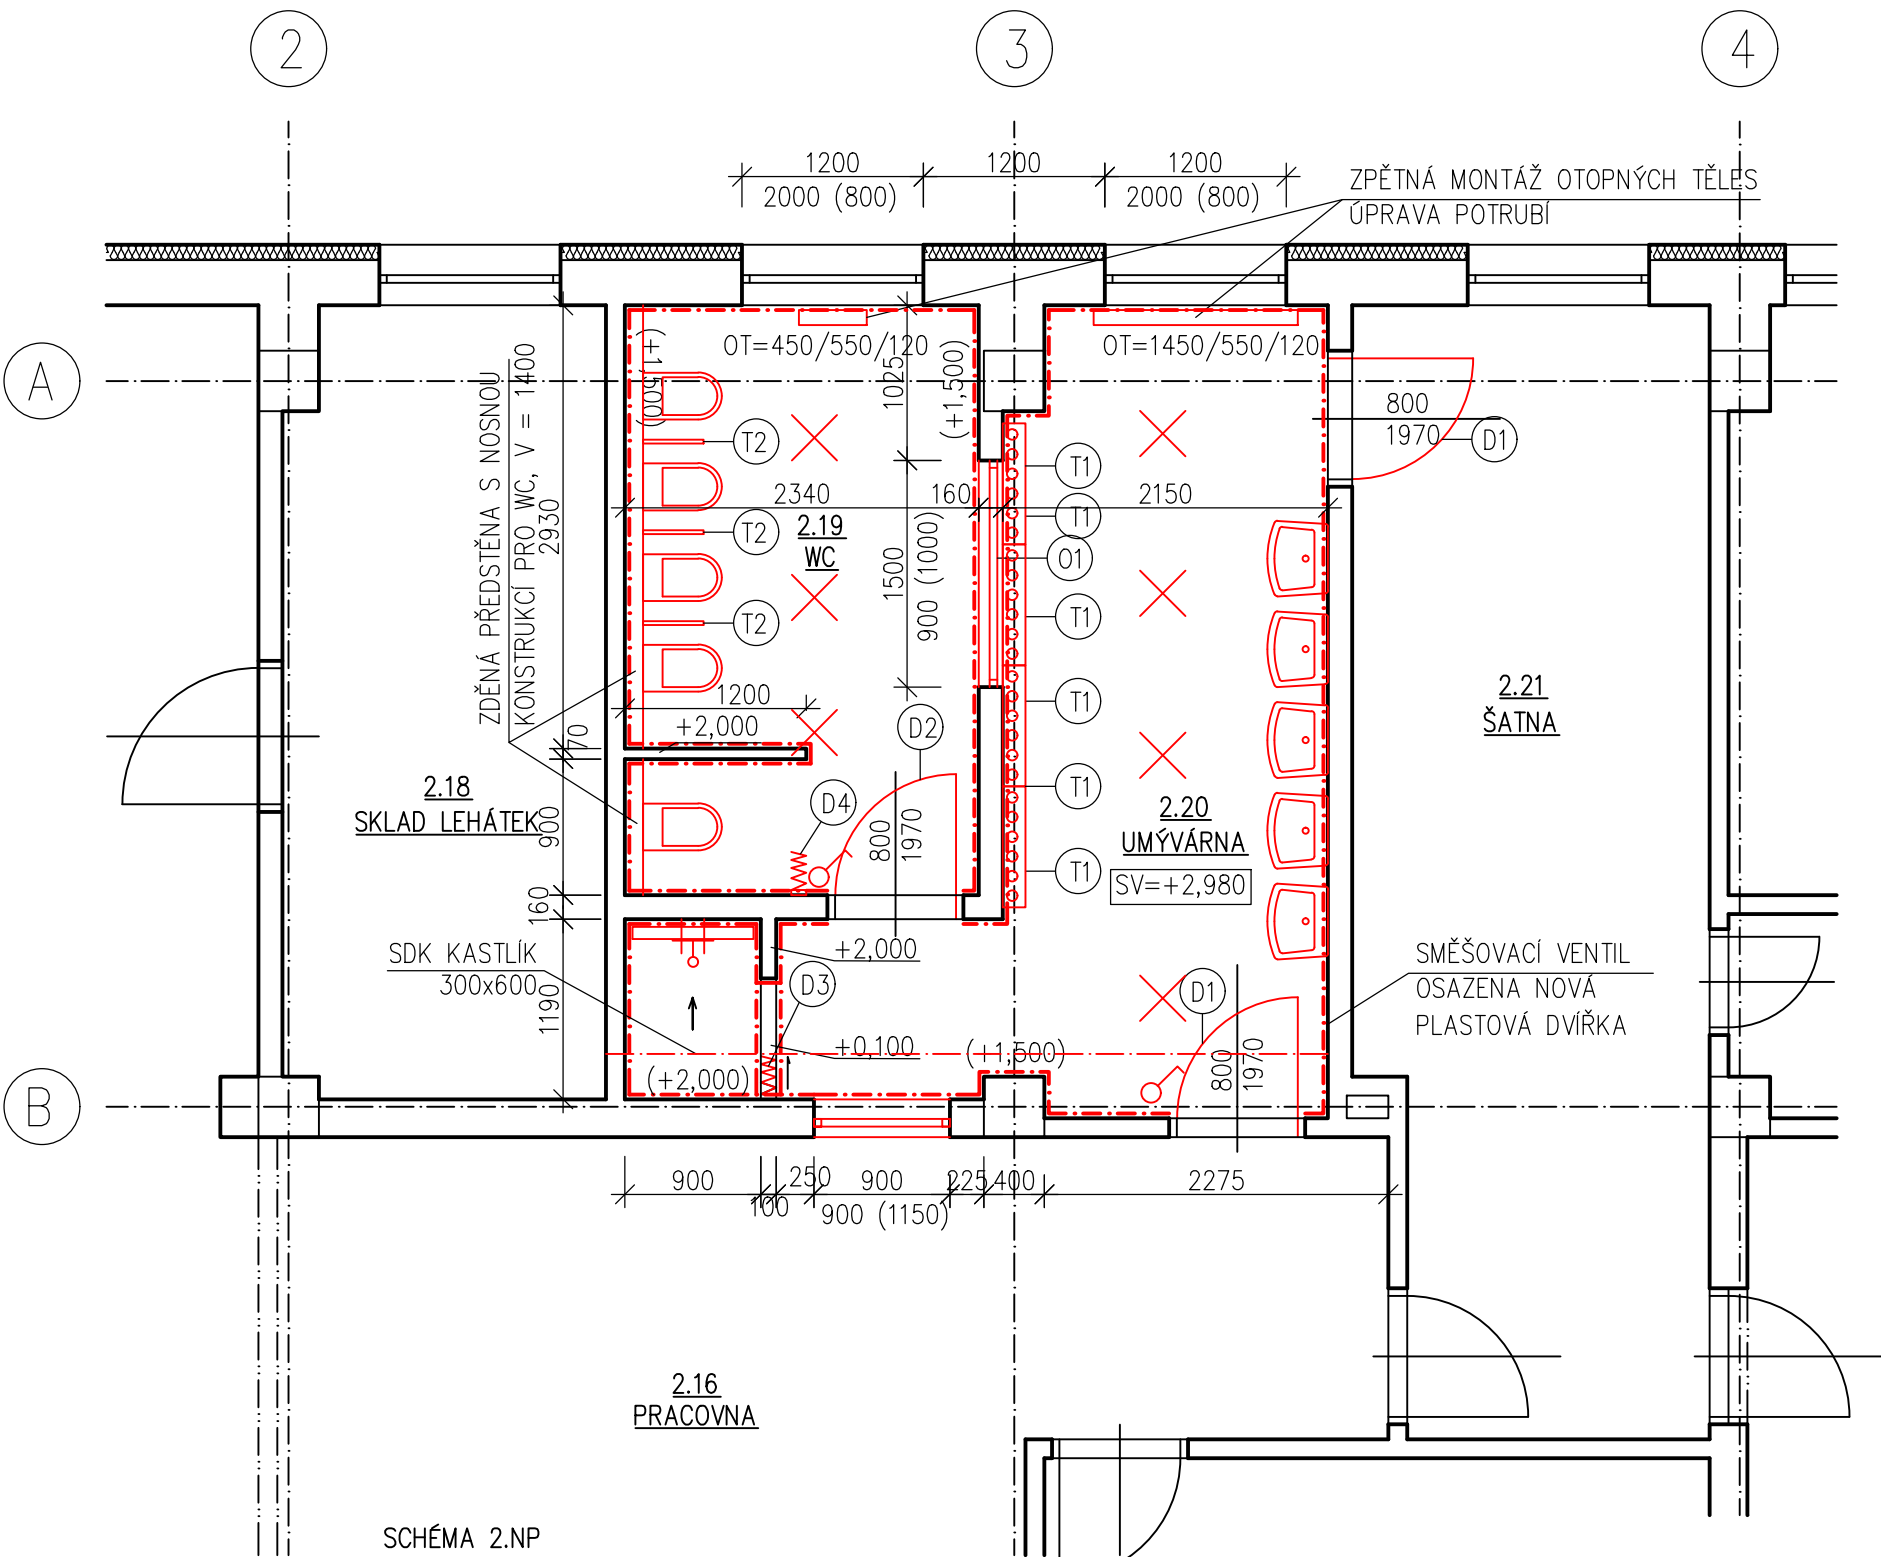 2
3
4
1200
1200
1200
2000 (800)
2000 (800)
ZPĚTNÁ MONTÁŽ OTOPNÝCH TĚLES
ÚPRAVA POTRUBÍ
A
OT=450/550/120
OT=1450/550/120
(+1,500)
1025
(+1,500)
800
1970
D1
ZDĚNÁ PŘEDSTĚNA S NOSNOU
KONSTRUKCÍ PRO WC, V = 1400
2930
T2
T2
T2
T1
T1
O1
T1
T1
T1
T1
2340
160
2150
2.19
WC
1500
900 (1000)
1200
+2,000
70
D2
2.21
ŠATNA
2.18
SKLAD LEHÁTEK
900
D4
800
1970
2.20
UMÝVÁRNA
SV=+2,980
160
SDK KASTLÍK
300x600
1190
+2,000
D3
+0,100
(+2,000)
(+1,500)
D1
800
1970
SMĚŠOVACÍ VENTIL
OSAZENA NOVÁ
PLASTOVÁ DVÍŘKA
B
900
100
250
900
900 (1150)
225
400
2275
2.16
PRACOVNA
SCHÉMA 2.NP